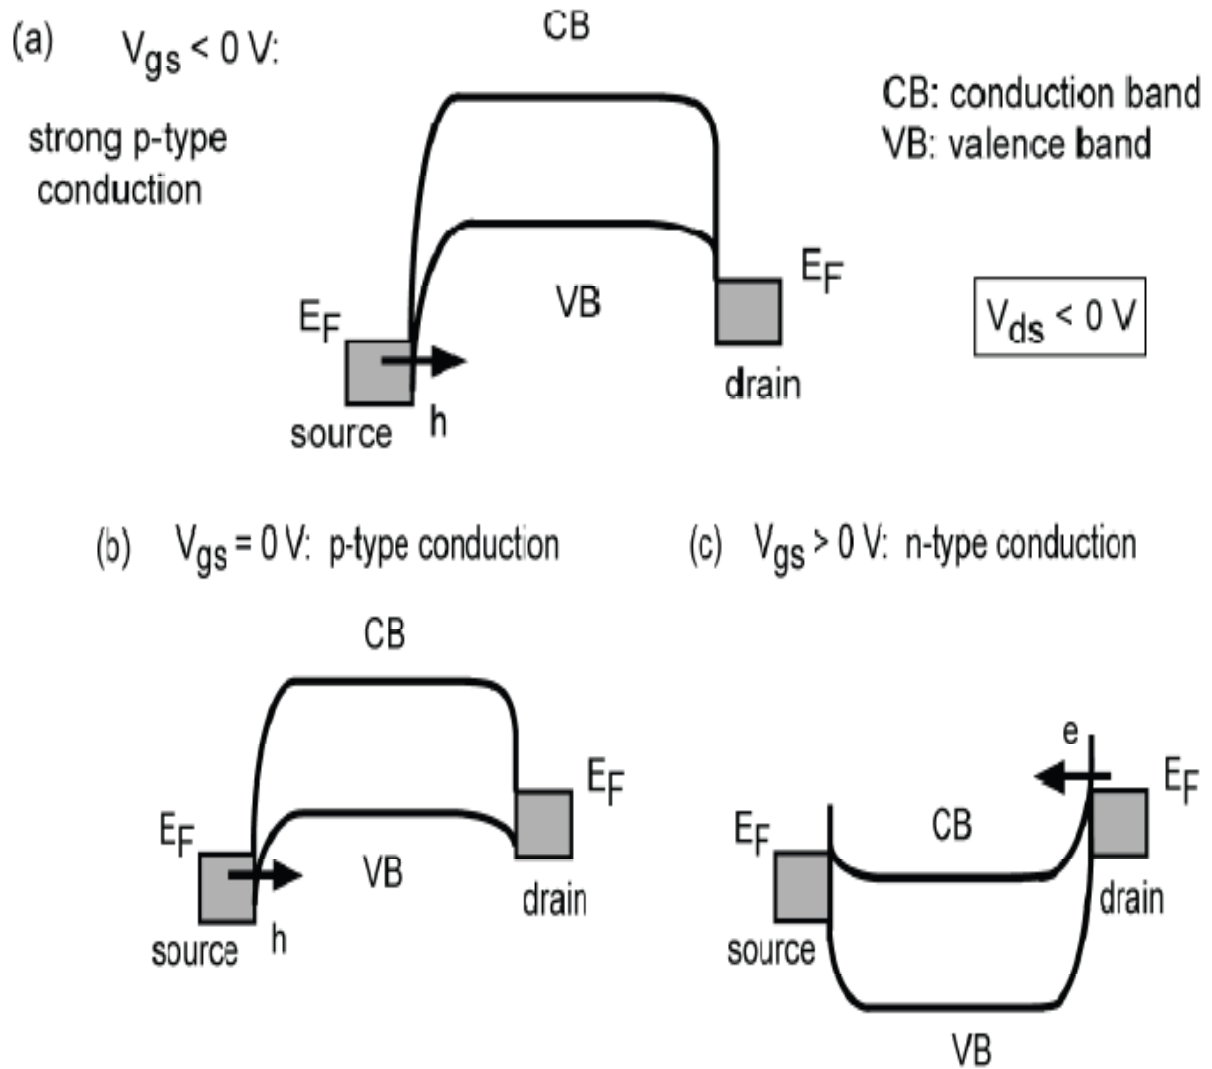 (a) Vgs < 0 V:
CB
strong p-type
conduction
CB: conduction band
VB: valence band
EF
VB
EF
Vds < 0 V
source
h
drain
(b) Vgs = 0 V: p-type conduction
(c) Vgs > 0 V: n-type conduction
CB
EF
EF
VB
source
h
drain
e
EF
CB
EF
source
drain
VB